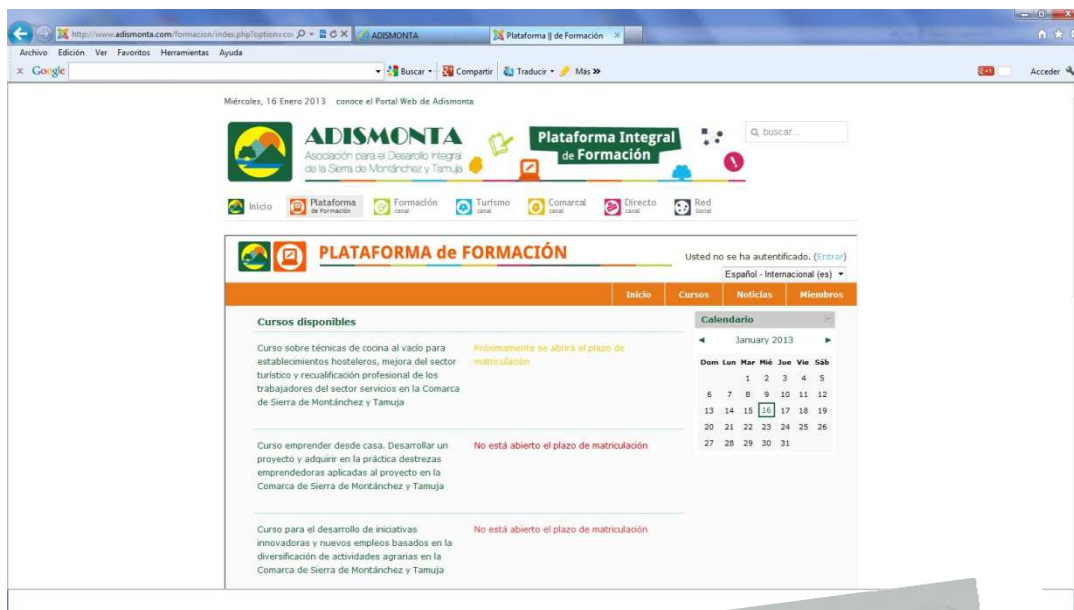 http://www.adismonta.com/formacion/index.php?option=co
ADISMONTA
Plataforma || de Formación
Archivo Edición Ver Favoritos Herramientas Ayuda
Google
Buscar
Compartir
Traducir
Más »
Acceder
Miércoles, 16 Enero 2013 conoce el Portal Web de Adismonta
ADISMONTA
Asociación para el Desarrollo Integral
de la Sierra de Montánchez y Tamuja
Plataforma Integral
de Formación
buscar...
Inicio
Plataforma
de Formación
Formación
canal
Turismo
canal
Comarcal
canal
Directo
canal
Red
Social
PLATAFORMA de FORMACIÓN
Usted no se ha autentificado. (Entrar)
Español - Internacional (es)
Inicio Cursos Noticias Miembros
Cursos disponibles
Curso sobre técnicas de cocina al vacío para
establecimientos hosteleros, mejora del sector
turístico y recualificación profesional de los
trabajadores del sector servicios en la Comarca
de Sierra de Montánchez y Tamuja
Próximamente se abrirá el plazo de
matriculación
Curso emprender desde casa. Desarrollar un
proyecto y adquirir en la práctica destrezas
emprendedoras aplicadas al proyecto en la
Comarca de Sierra de Montánchez y Tamuja
No está abierto el plazo de matriculación
Curso para el desarrollo de iniciativas
innovadoras y nuevos empleos basados en la
diversificación de actividades agrarias en la
Comarca de Sierra de Montánchez y Tamuja
No está abierto el plazo de matriculación
Calendario
◄ January 2013 ►
Dom Lun Mar Mié Jue Vie Sáb
1 2 3 4 5
6 7 8 9 10 11 12
13 14 15 16 17 18 19
20 21 22 23 24 25 26
27 28 29 30 31